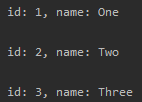 id: 1, name: One
id: 2, name: Two
id: 3, name: Three